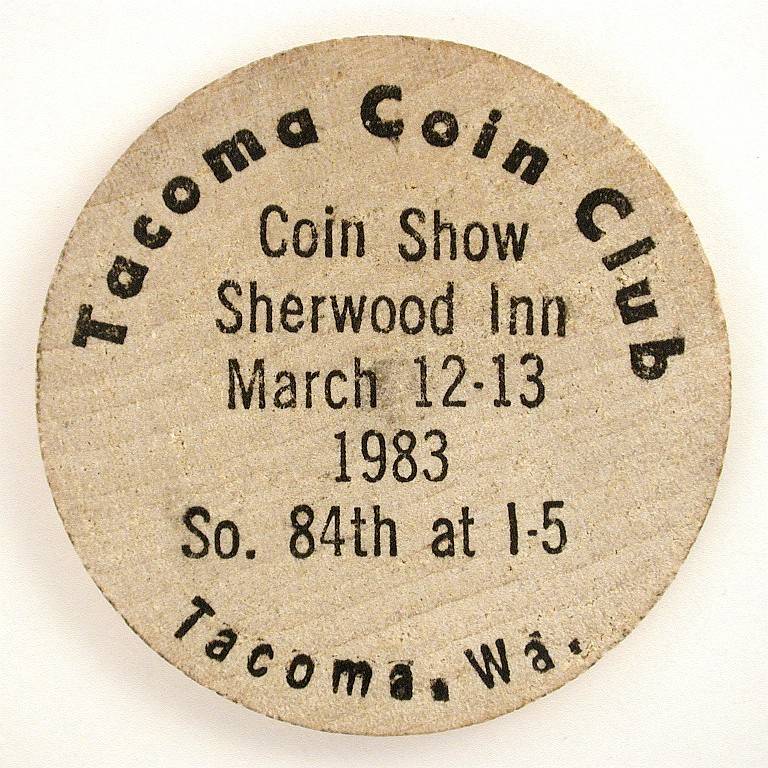 Tacoma Coin Club
Coin Show
Sherwood Inn
March 12-13
1983
So. 84th at I-5
Tacoma, Wa.